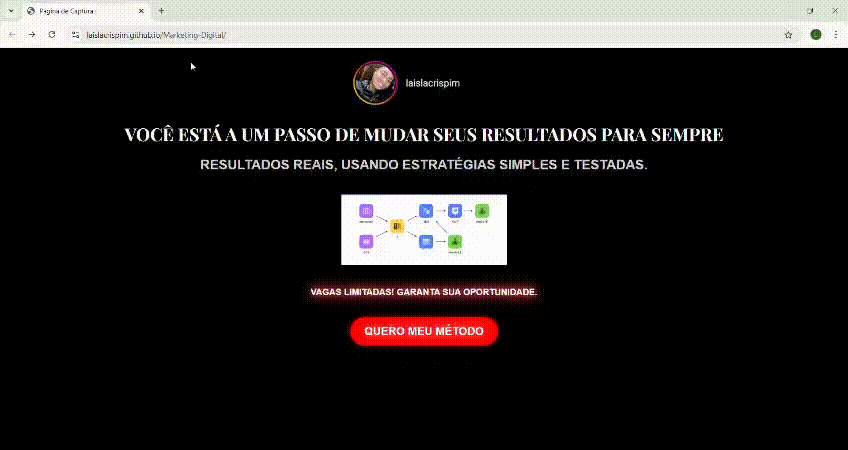 Página de Captura
laislacrispim.github.io/Marketing-Digital/
laislacrispim
VOCÊ ESTÁ A UM PASSO DE MUDAR SEUS RESULTADOS PARA SEMPRE
RESULTADOS REAIS, USANDO ESTRATÉGIAS SIMPLES E TESTADAS.
VAGAS LIMITADAS! GARANTA SUA OPORTUNIDADE.
QUERO MEU MÉTODO